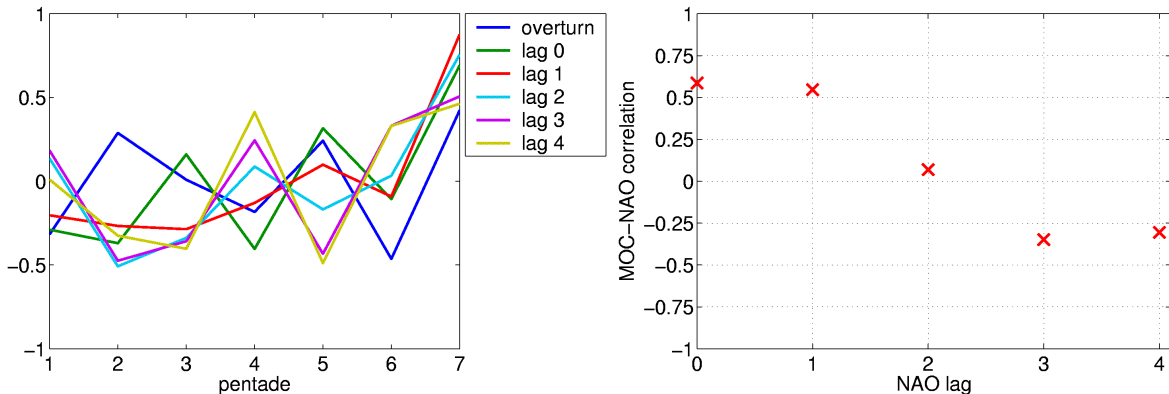 1
0.5
0
−0.5
−1
1 2 3 4 5 6 7
pentade
overturn
lag 0
lag 1
lag 2
lag 3
lag 4
MOC−NAO correlation
1
0.75
0.5
0.25
0
−0.25
−0.5
−0.75
−1
0 1 2 3 4
NAO lag